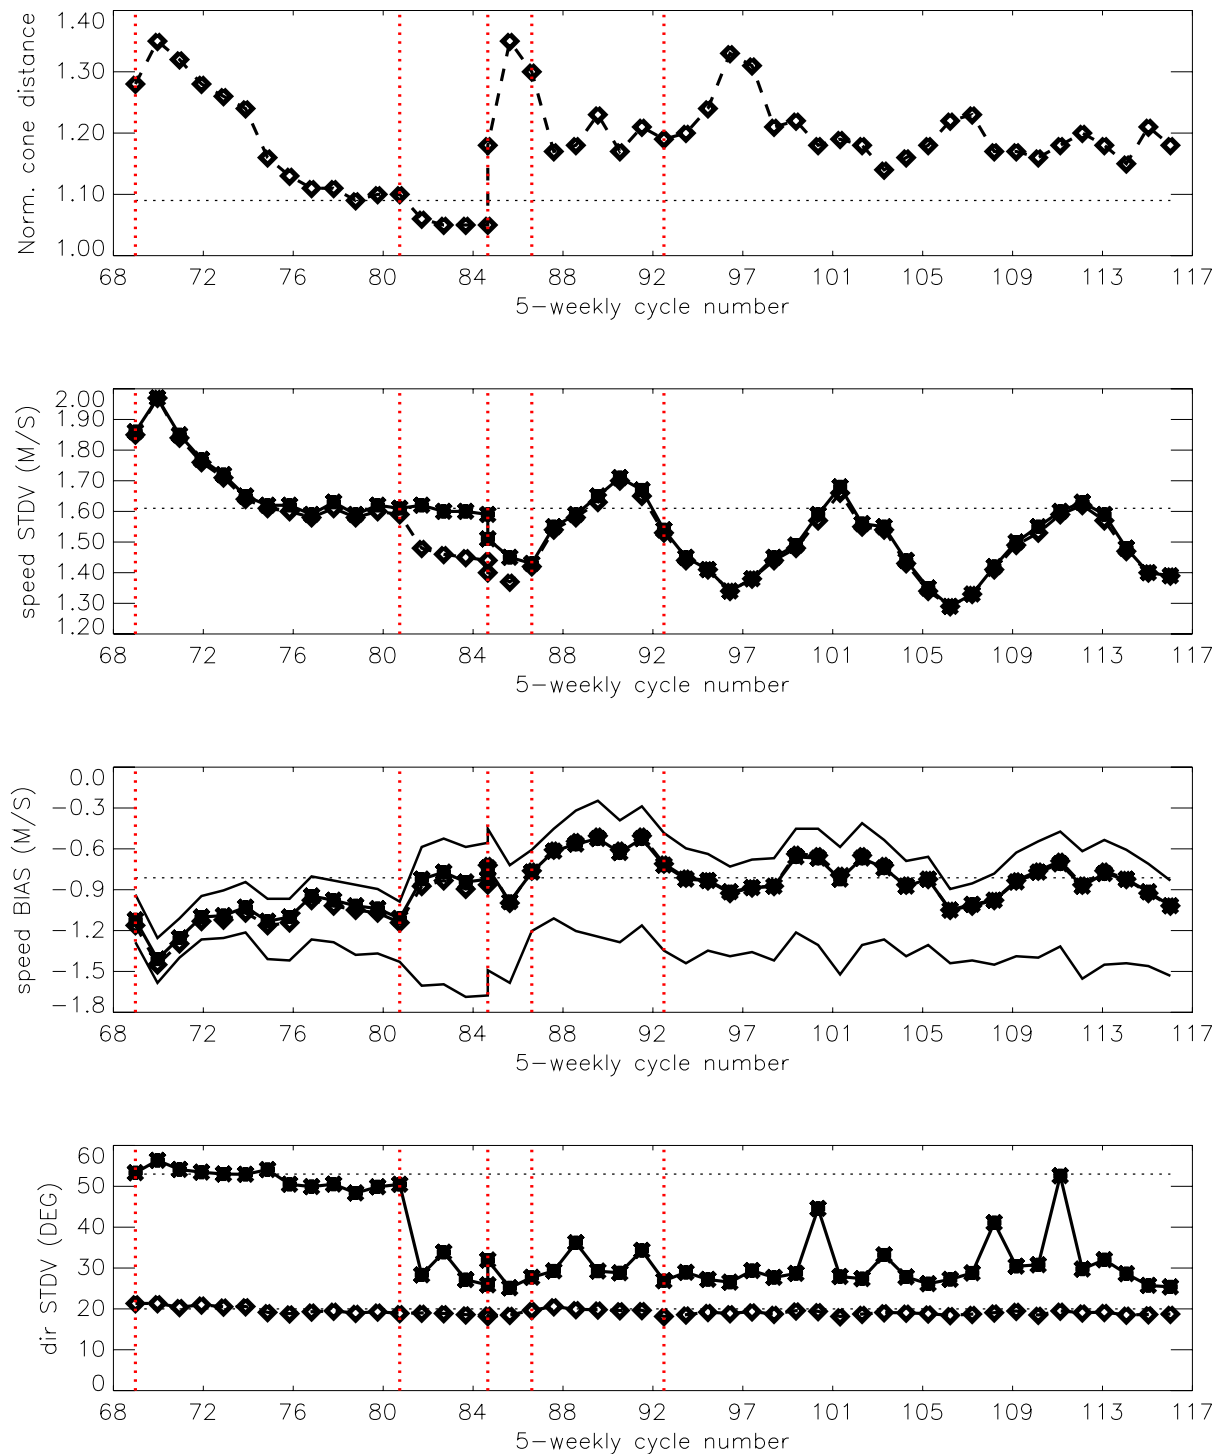 Norm. cone distance
1.40
1.30
1.20
1.10
1.00
68 72 76 80 84 88 92 97 101 105 109 113 117
5-weekly cycle number
speed STDV (M/S)
2.00
1.90
1.80
1.70
1.60
1.50
1.40
1.30
1.20
68 72 76 80 84 88 92 97 101 105 109 113 117
5-weekly cycle number
speed BIAS (M/S)
0.0
-0.3
-0.6
-0.9
-1.2
-1.5
-1.8
68 72 76 80 84 88 92 97 101 105 109 113 117
5-weekly cycle number
dir STDV (DEG)
60
50
40
30
20
10
0
68 72 76 80 84 88 92 97 101 105 109 113 117
5-weekly cycle number